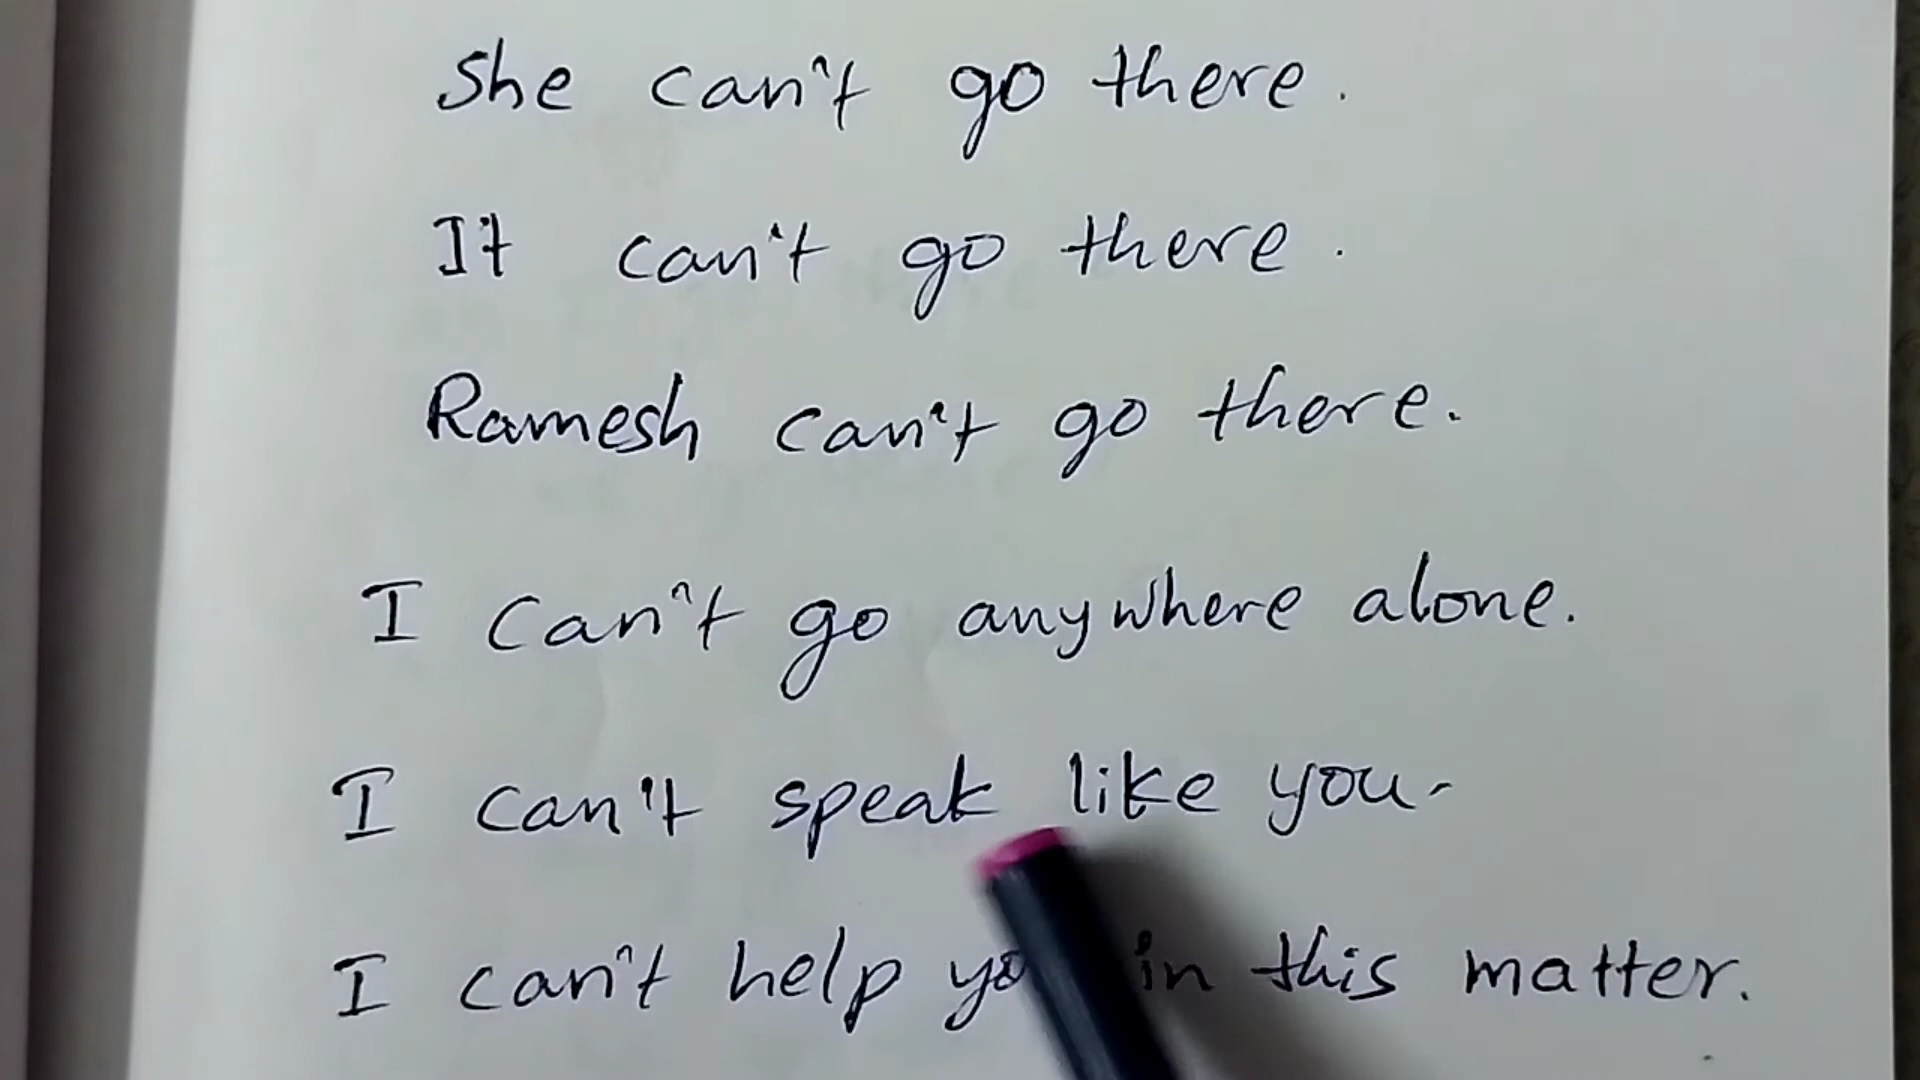 She can't go there.
It can't go there.
Ramesh can't go there.
I can't go anywhere alone.
I can't speak like you.
I can't help in this matter.